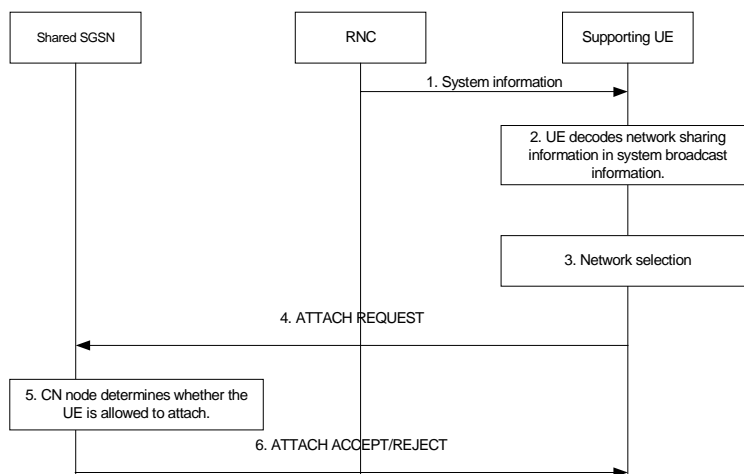 Shared SGSN
RNC
Supporting UE
1. System information
2. UE decodes network sharing
information in system broadcast
information.
3. Network selection
4. ATTACH REQUEST
5. CN node determines whether the
UE is allowed to attach.
6. ATTACH ACCEPT/REJECT